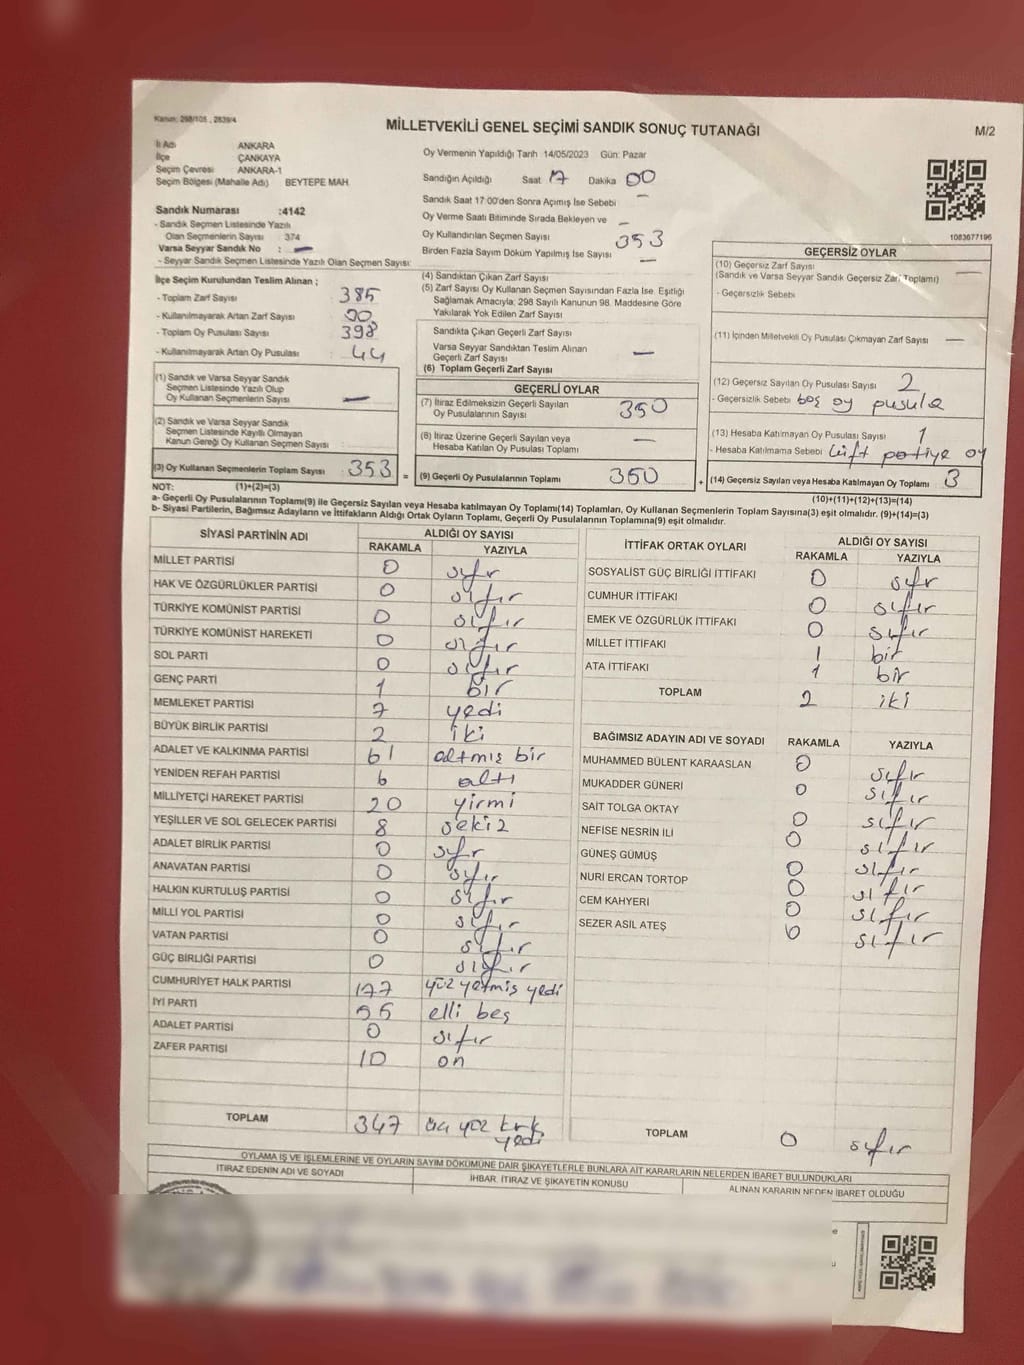 Kanun: 298/105 , 2839/4
MİLLETVEKİLİ GENEL SEÇİMİ SANDIK SONUÇ TUTANAĞI
M/2
İl Adı ANKARA
İlçe ÇANKAYA
Seçim Çevresi ANKARA-1
Seçim Bölgesi (Mahalle Adı) BEYTEPE MAH
Oy Vermenin Yapıldığı Tarih 14/05/2023 Gün: Pazar
Sandığın Açıldığı Saat 17 Dakika 00
Sandık Saat 17:00'den Sonra Açımış İse Sebebi —
Oy Verme Saati Bitiminde Sırada Bekleyen ve —
Oy Kullandırılan Seçmen Sayısı 353
Birden Fazla Sayım Döküm Yapılmış İse Sayısı —
Sandık Numarası :4142
- Sandık Seçmen Listesinde Yazılı
Olan Seçmenlerin Sayısı : 374
Varsa Seyyar Sandık No : —
- Seyyar Sandık Seçmen Listesinde Yazılı Olan Seçmen Sayısı:
1083677196
İlçe Seçim Kurulundan Teslim Alınan ;
- Toplam Zarf Sayısı 385
- Kullanılmayarak Artan Zarf Sayısı
- Toplam Oy Pusulası Sayısı 398
- Kullanılmayarak Artan Oy Pusulası 44
(1) Sandık ve Varsa Seyyar Sandık
Seçmen Listesinde Yazılı Olup
Oy Kullanan Seçmenlerin Sayısı —
(2) Sandık ve Varsa Seyyar Sandık
Seçmen Listesinde Kayıtlı Olmayan
Kanun Gereği Oy Kullanan Seçmen Sayısı :
(3) Oy Kullanan Seçmenlerin Toplam Sayısı : 353 =
(4) Sandıktan Çıkan Zarf Sayısı
(5) Zarf Sayısı Oy Kullanan Seçmen Sayısından Fazla İse, Eşitliği
Sağlamak Amacıyla; 298 Sayılı Kanunun 98. Maddesine Göre
Yakılarak Yok Edilen Zarf Sayısı
Sandıkta Çıkan Geçerli Zarf Sayısı
Varsa Seyyar Sandıktan Teslim Alınan
Geçerli Zarf Sayısı —
(6) Toplam Geçerli Zarf Sayısı
GEÇERLİ OYLAR
(7) İtiraz Edilmeksizin Geçerli Sayılan
Oy Pusulalarının Sayısı 350
(8) İtiraz Üzerine Geçerli Sayılan veya
Hesaba Katılan Oy Pusulası Toplamı —
(9) Geçerli Oy Pusulalarının Toplamı 350 +
GEÇERSİZ OYLAR
(10) Geçersiz Zarf Sayısı —
(Sandık ve Varsa Seyyar Sandık Geçersiz Zarf Toplamı)
- Geçersizlik Sebebi
(11) İçinden Milletvekili Oy Pusulası Çıkmayan Zarf Sayısı —
(12) Geçersiz Sayılan Oy Pusulası Sayısı 2
- Geçersizlik Sebebi boş oy pusula
(13) Hesaba Katılmayan Oy Pusulası Sayısı 1
- Hesaba Katılmama Sebebi çift partiye oy
(14) Geçersiz Sayılan veya Hesaba Katılmayan Oy Toplamı 3
NOT: (1)+(2)=(3)
(10)+(11)+(12)+(13)=(14)
a- Geçerli Oy Pusulalarının Toplamı(9) ile Geçersiz Sayılan veya Hesaba katılmayan Oy Toplamı(14) Toplamları, Oy Kullanan Seçmenlerin Toplam Sayısına(3) eşit olmalıdır. (9)+(14)=(3)
b- Siyasi Partilerin, Bağımsız Adayların ve İttifakların Aldığı Ortak Oyların Toplamı, Geçerli Oy Pusulalarının Toplamına(9) eşit olmalıdır.
SİYASİ PARTİNİN ADI ALDIĞI OY SAYISI
RAKAMLA YAZIYLA
MİLLET PARTİSİ 0 sıfır
HAK VE ÖZGÜRLÜKLER PARTİSİ 0 sıfır
TÜRKİYE KOMÜNİST PARTİSİ 0 sıfır
TÜRKİYE KOMÜNİST HAREKETİ 0 sıfır
SOL PARTİ 0 sıfır
GENÇ PARTİ 1 bir
MEMLEKET PARTİSİ 7 yedi
BÜYÜK BİRLİK PARTİSİ 2 iki
ADALET VE KALKINMA PARTİSİ 61 altmış bir
YENİDEN REFAH PARTİSİ 6 altı
MİLLİYETÇİ HAREKET PARTİSİ 20 yirmi
YEŞİLLER VE SOL GELECEK PARTİSİ 8 sekiz
ADALET BİRLİK PARTİSİ 0 sıfır
ANAVATAN PARTİSİ 0 sıfır
HALKIN KURTULUŞ PARTİSİ 0 sıfır
MİLLİ YOL PARTİSİ 0 sıfır
VATAN PARTİSİ 0 sıfır
GÜÇ BİRLİĞİ PARTİSİ 0 sıfır
CUMHURİYET HALK PARTİSİ 177 yüz yetmiş yedi
İYİ PARTİ 55 elli beş
ADALET PARTİSİ 0 sıfır
ZAFER PARTİSİ 10 on
TOPLAM 347 üç yüz kırk
yedi
İTTİFAK ORTAK OYLARI ALDIĞI OY SAYISI
RAKAMLA YAZIYLA
SOSYALİST GÜÇ BİRLİĞİ İTTİFAKI 0 sıfır
CUMHUR İTTİFAKI 0 sıfır
EMEK VE ÖZGÜRLÜK İTTİFAKI 0 sıfır
MİLLET İTTİFAKI 1 bir
ATA İTTİFAKI 1 bir
TOPLAM 2 iki
BAĞIMSIZ ADAYIN ADI VE SOYADI RAKAMLA YAZIYLA
MUHAMMED BÜLENT KARAASLAN 0 sıfır
MUKADDER GÜNERİ 0 sıfır
SAİT TOLGA OKTAY 0 sıfır
NEFİSE NESRİN İLİ 0 sıfır
GÜNEŞ GÜMÜŞ 0 sıfır
NURİ ERCAN TORTOP 0 sıfır
CEM KAHYERİ 0 sıfır
SEZER ASİL ATEŞ 0 sıfır
TOPLAM 0 sıfır
OYLAMA İŞ VE İŞLEMLERİNE VE OYLARIN SAYIM DÖKÜMÜNE DAİR ŞİKAYETLERLE BUNLARA AİT KARARLARIN NELERDEN İBARET BULUNDUKLARI
İTİRAZ EDENİN ADI VE SOYADI
İHBAR, İTİRAZ VE ŞİKAYETİN KONUSU
ALINAN KARARIN NEDEN İBARET OLDUĞU